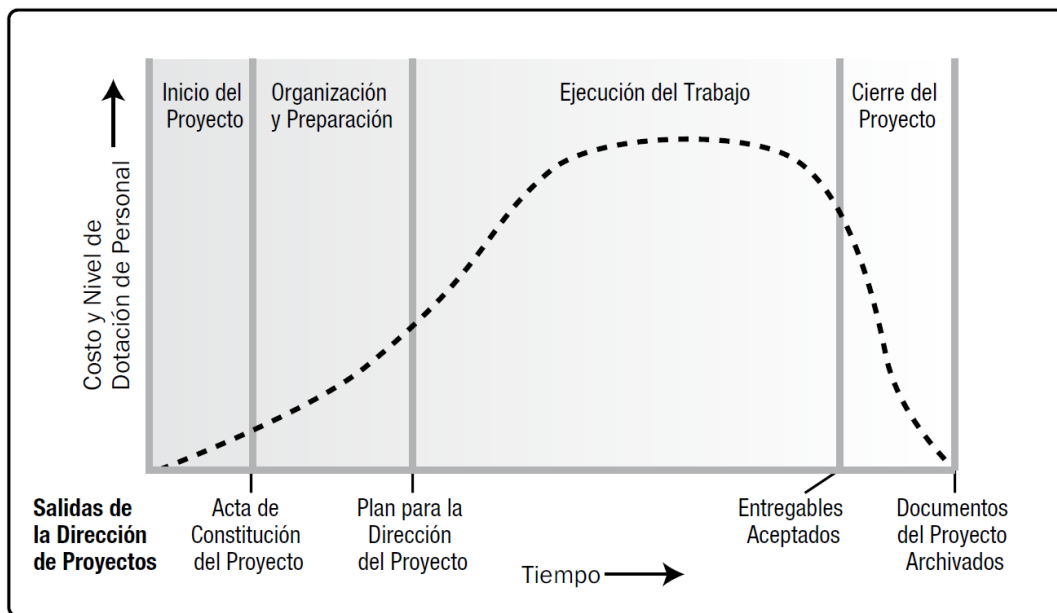 Inicio del
Proyecto
Organización
y Preparación
Ejecución del Trabajo
Cierre del
Proyecto
Costo y Nivel de
Dotación de Personal
Salidas de
la Dirección
de Proyectos
Acta de
Constitución
del Proyecto
Plan para la
Dirección
del Proyecto
Entregables
Aceptados
Documentos
del Proyecto
Archivados
Tiempo